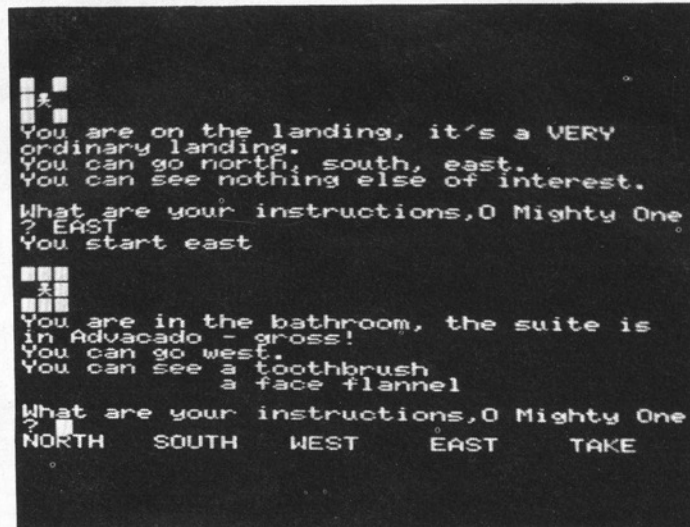 You are on the landing, it's a VERY
ordinary landing.
You can go north, south, east.
You can see nothing else of interest.
What are your instructions,O Mighty One
? EAST
You start east
You are in the bathroom, the suite is
in Advacado - gross!
You can go west.
You can see a toothbrush
a face flannel
What are your instructions,O Mighty One
?
NORTH SOUTH WEST EAST TAKE